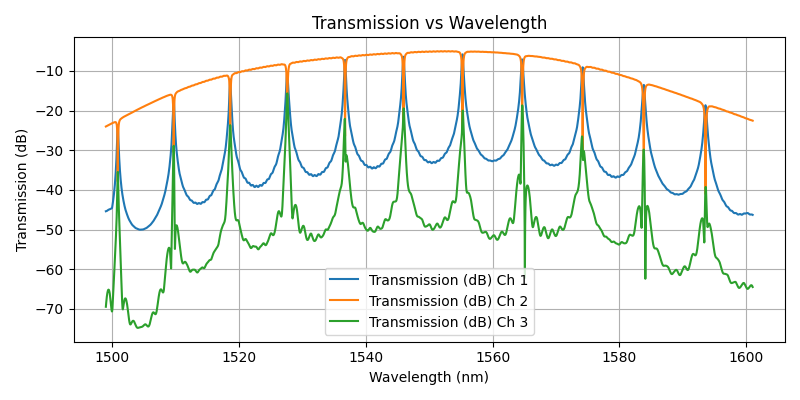 Transmission vs Wavelength
Transmission (dB)
−10
−20
−30
−40
−50
−60
−70
Transmission (dB) Ch 1
Transmission (dB) Ch 2
Transmission (dB) Ch 3
1500
1520
1540
1560
1580
1600
Wavelength (nm)